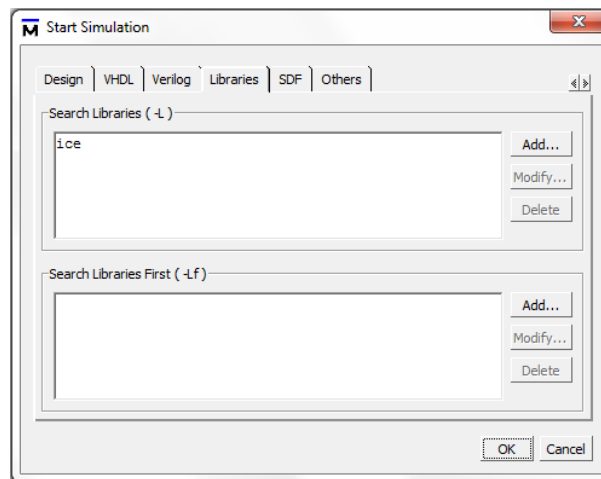 Start Simulation
Design VHDL Verilog Libraries SDF Others
Search Libraries ( -L )
ice
Add...
Modify...
Delete
Search Libraries First ( -Lf )
Add...
Modify...
Delete
OK Cancel